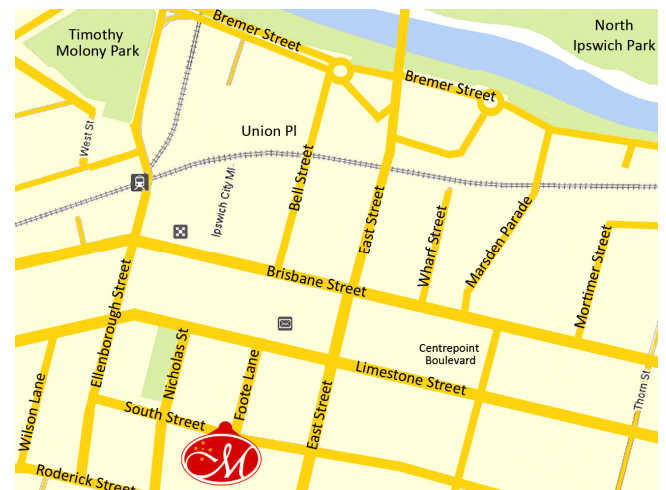 Bremer Street
North
Ipswich Park
Timothy
Molony Park
Bremer Street
West St
Union Pl
Ipswich City Ml
Bell Street
East Street
Wharf Street
Marsden Parade
Mortimer Street
Ellenborough Street
Brisbane Street
Centrepoint
Boulevard
Limestone Street
Nicholas St
Foote Lane
Thorn St
Wilson Lane
South Street
East Street
M
Roderick Street